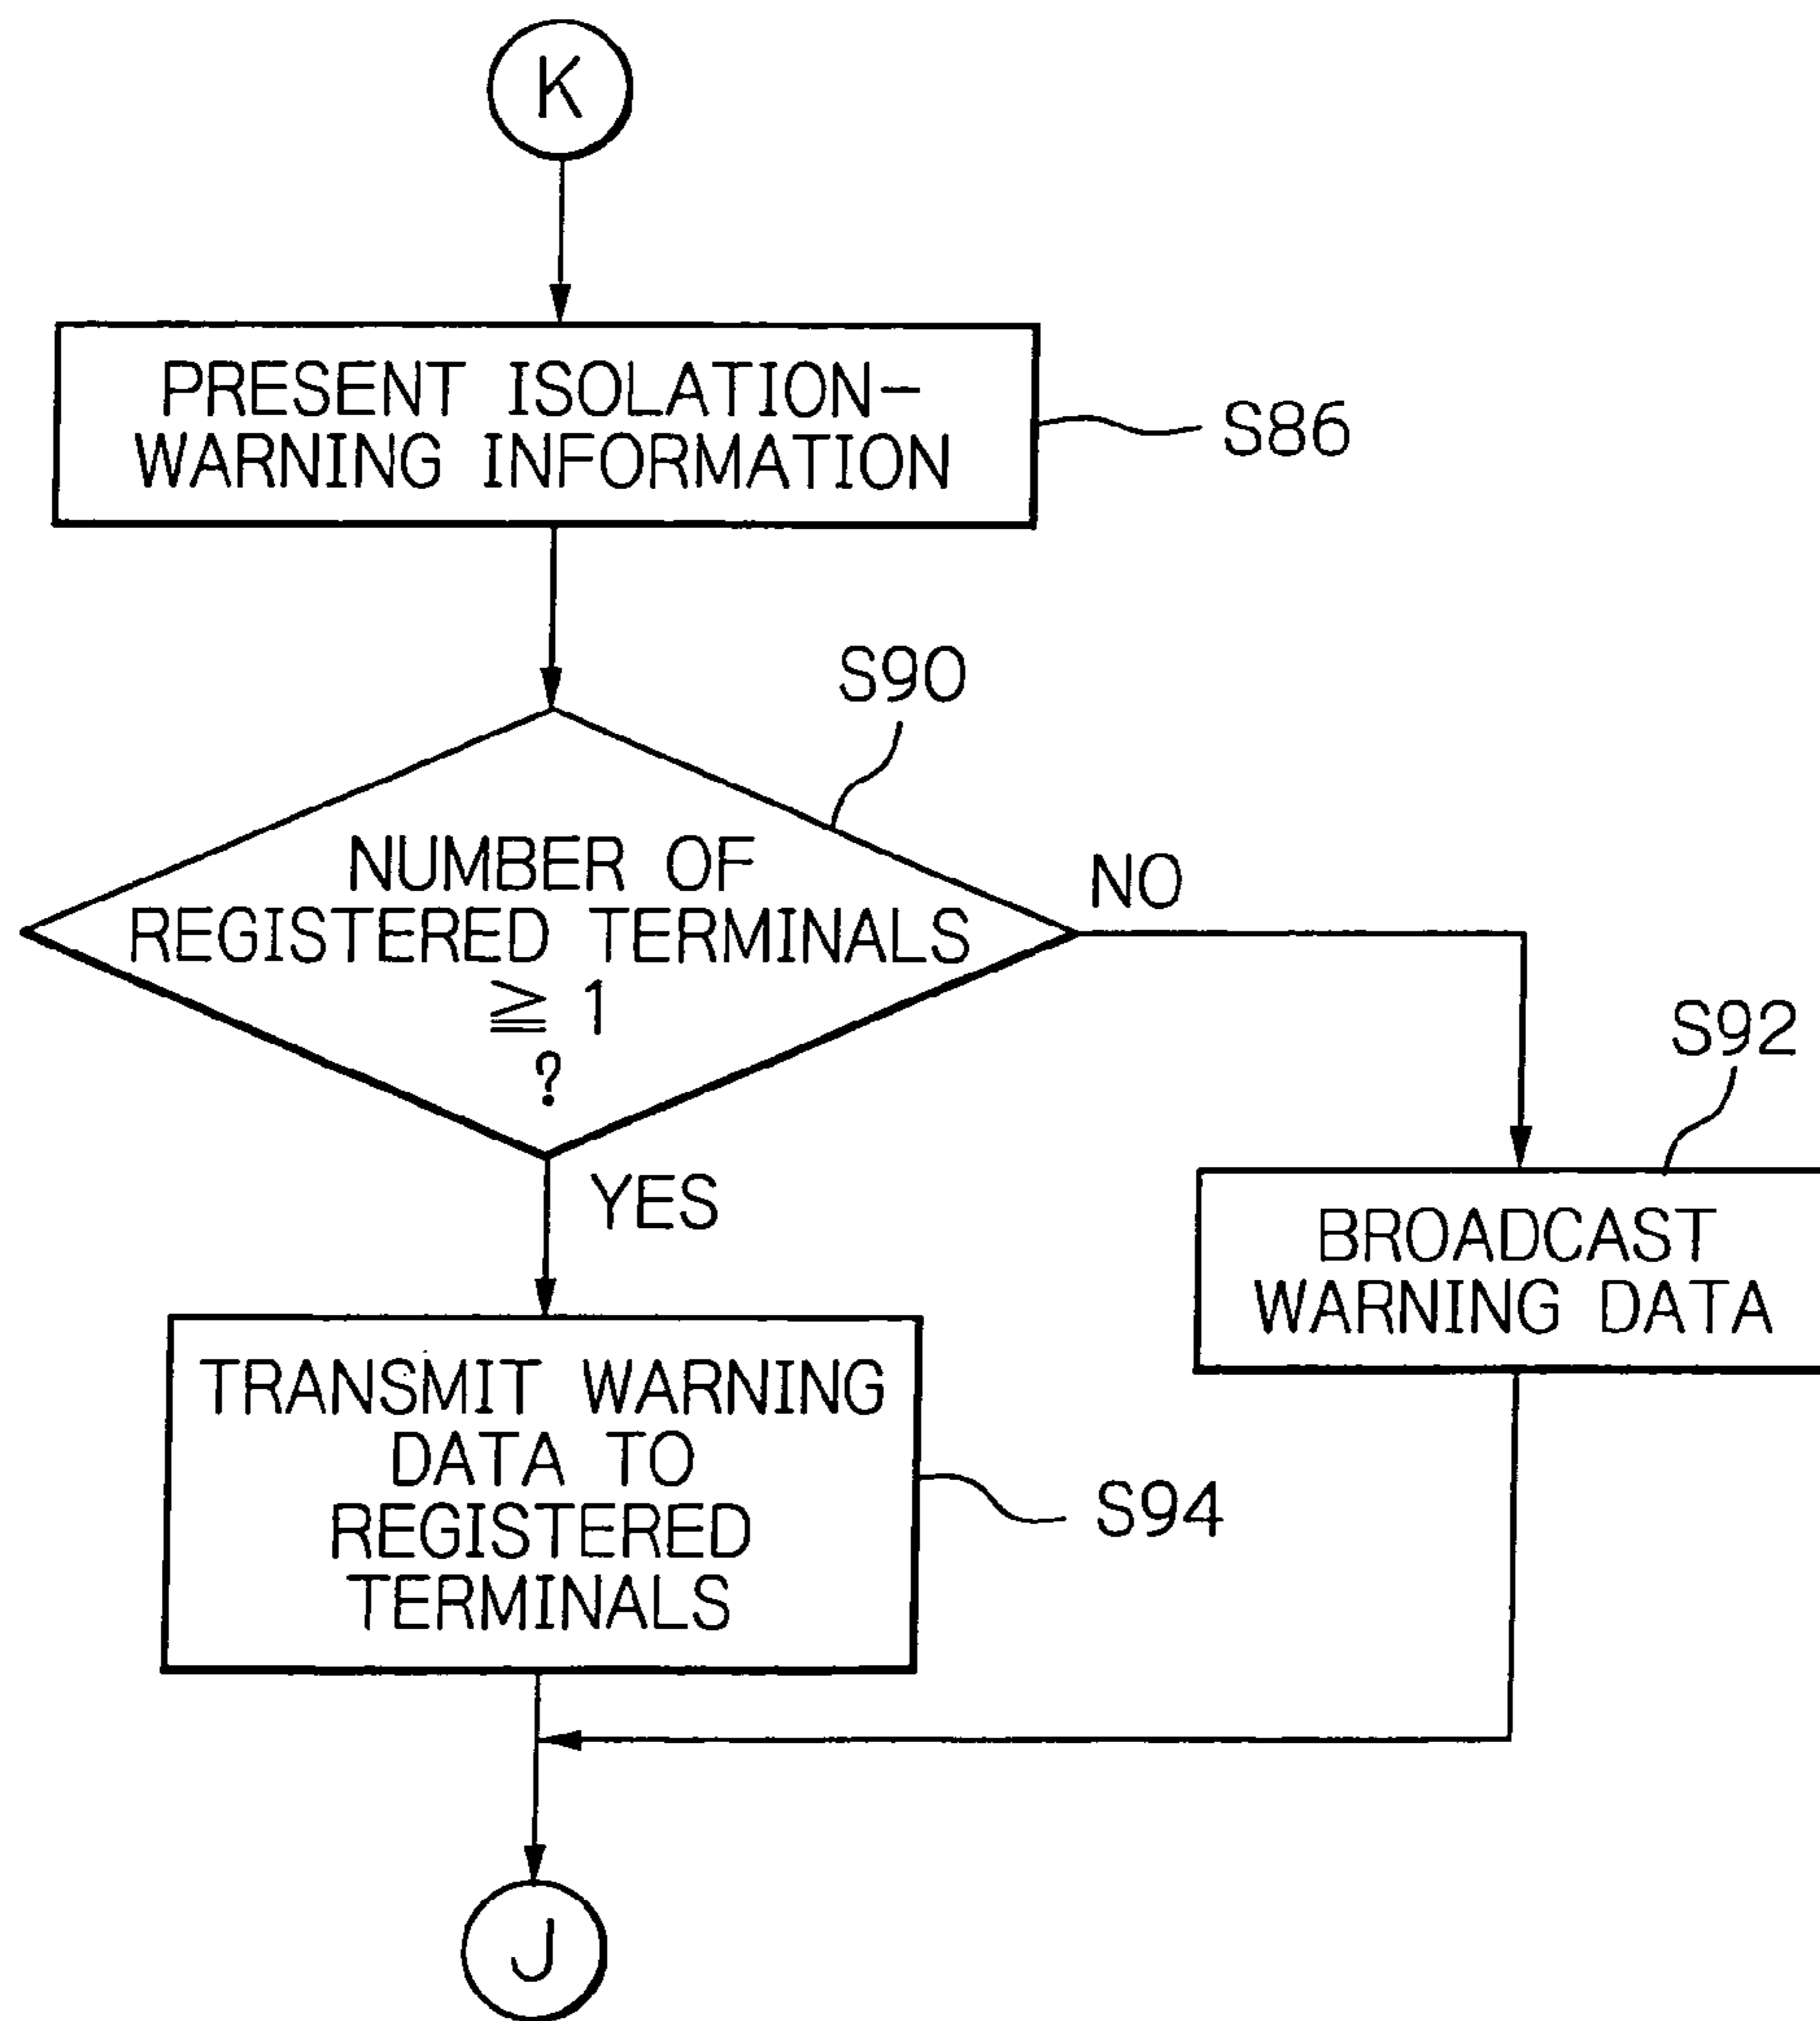 K
PRESENT ISOLATION-
WARNING INFORMATION
S86
S90
NUMBER OF
REGISTERED TERMINALS
≧ 1
?
NO
YES
S92
BROADCAST
WARNING DATA
TRANSMIT WARNING
DATA TO
REGISTERED
TERMINALS
S94
J